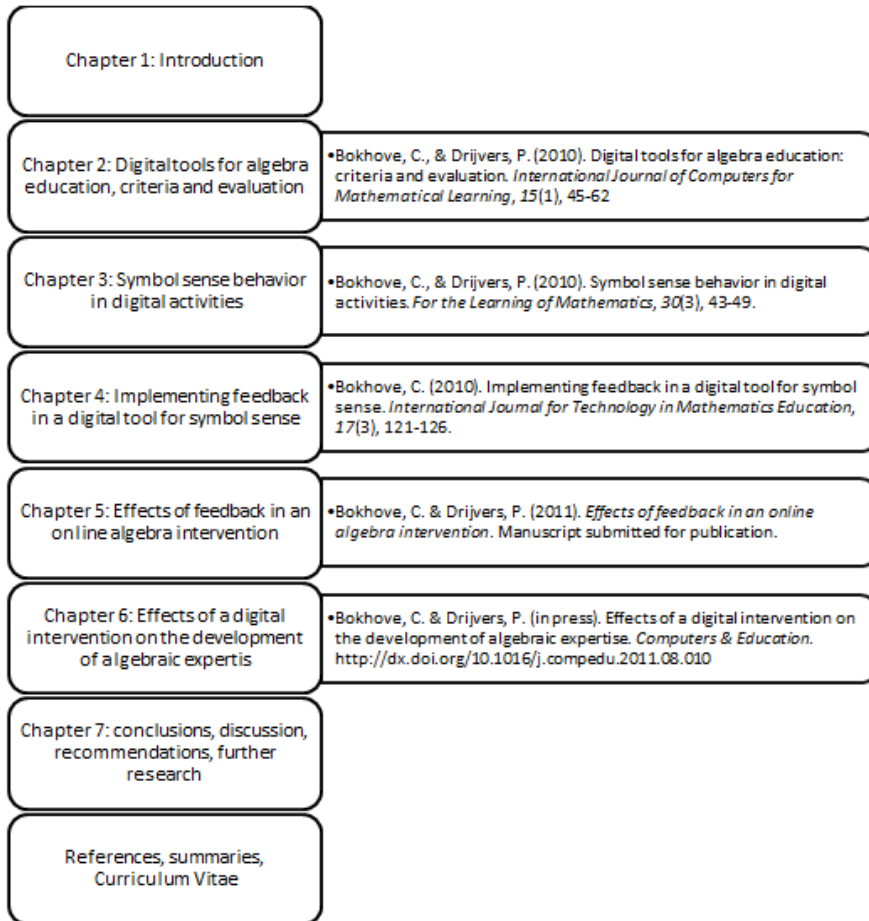 Chapter 1: Introduction
Chapter 2: Digital tools for algebra
education, criteria and evaluation
•Bokhove, C., & Drijvers, P. (2010). Digital tools for algebra education:
criteria and evaluation. International Journal of Computers for
Mathematical Learning, 15(1), 45-62
Chapter 3: Symbol sense behavior
in digital activities
•Bokhove, C., & Drijvers, P. (2010). Symbol sense behavior in digital
activities. For the Learning of Mathematics, 30(3), 43-49.
Chapter 4: Implementing feedback
in a digital tool for symbol sense
•Bokhove, C. (2010). Implementing feedback in a digital tool for symbol
sense. International Journal for Technology in Mathematics Education,
17(3), 121-126.
Chapter 5: Effects of feedback in an
online algebra intervention
•Bokhove, C. & Drijvers, P. (2011). Effects of feedback in an online
algebra intervention. Manuscript submitted for publication.
Chapter 6: Effects of a digital
intervention on the development
of algebraic expertis
•Bokhove, C. & Drijvers, P. (in press). Effects of a digital intervention on
the development of algebraic expertise. Computers & Education.
http://dx.doi.org/10.1016/j.compedu.2011.08.010
Chapter 7: conclusions, discussion,
recommendations, further
research
References, summaries,
Curriculum Vitae